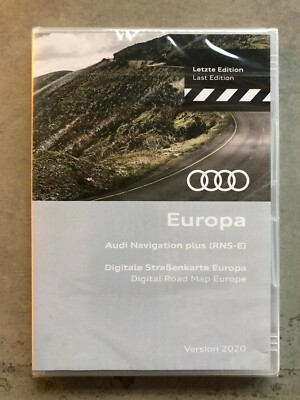 Letzte Edition
Last Edition
Europa
Audi Navigation plus (RNS-E)
Digitale Straßenkarte Europa
Digital Road Map Europe
Version 2020